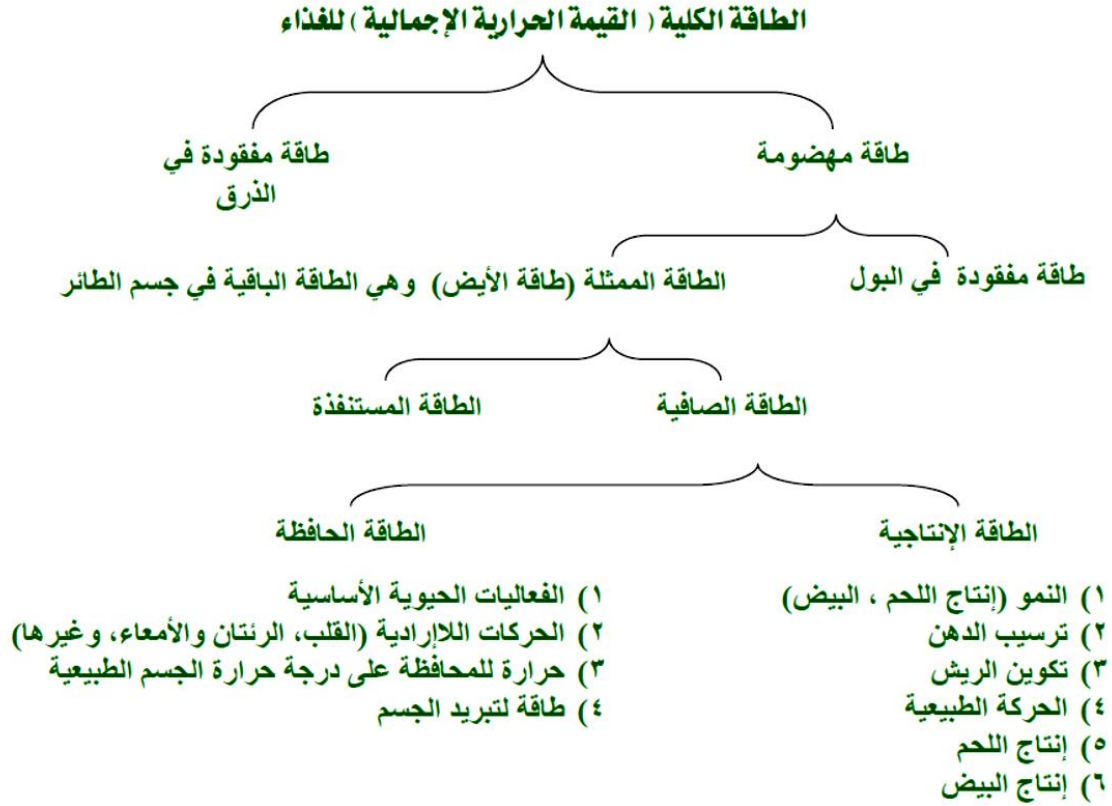 الطاقة الكلية ( القيمة الحرارية الإجمالية ) للغذاء
طاقة مهضومة
طاقة مفقودة في
الذرق
طاقة مفقودة في البول
الطاقة الممثلة (طاقة الأيض) وهي الطاقة الباقية في جسم الطائر
الطاقة الصافية
الطاقة المستنفذة
الطاقة الإنتاجية
١) النمو (إنتاج اللحم ، البيض)
٢) ترسيب الدهن
٣) تكوين الريش
٤) الحركة الطبيعية
٥) إنتاج اللحم
٦) إنتاج البيض
الطاقة الحافظة
١) الفعاليات الحيوية الأساسية
٢) الحركات اللاإرادية (القلب، الرئتان والأمعاء، وغيرها)
٣) حرارة للمحافظة على درجة حرارة الجسم الطبيعية
٤) طاقة لتبريد الجسم